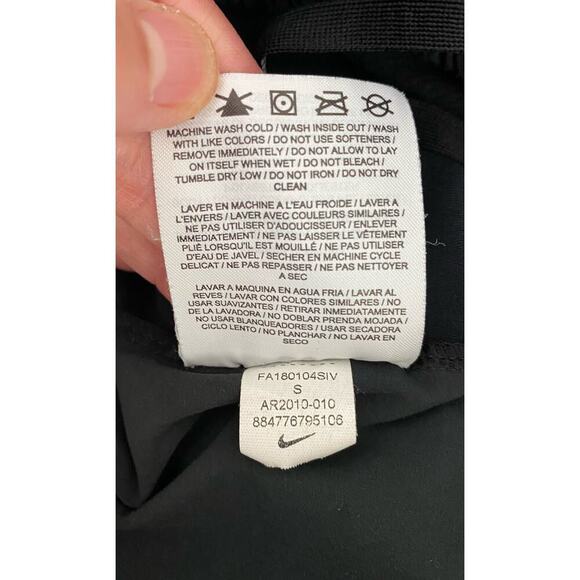 MACHINE WASH COLD / WASH INSIDE OUT / WASH
WITH LIKE COLORS / DO NOT USE SOFTENERS /
REMOVE IMMEDIATELY / DO NOT ALLOW TO LAY
ON ITSELF WHEN WET / DO NOT BLEACH /
TUMBLE DRY LOW / DO NOT IRON / DO NOT DRY
CLEAN
LAVER EN MACHINE A L'EAU FROIDE / LAVER A
L'ENVERS / LAVER AVEC COULEURS SIMILAIRES /
NE PAS UTILISER D'ADOUCISSEUR / ENLEVER
IMMEDIATEMENT / NE PAS LAISSER LE VÊTEMENT
PLIÉ LORSQU'IL EST MOUILLÉ / NE PAS UTILISER
D'EAU DE JAVEL / SECHER EN MACHINE CYCLE
DELICAT / NE PAS REPASSER / NE PAS NETTOYER
A SEC
LAVAR A MAQUINA EN AGUA FRIA / LAVAR AL
REVES / LAVAR CON COLORES SIMILARES / NO
USAR SUAVIZANTES / RETIRAR INMEDIATAMENTE
DE LA LAVADORA / NO DOBLAR PRENDA MOJADA /
NO USAR BLANQUEADORES / USAR SECADORA
CICLO LENTO / NO PLANCHAR / NO LAVAR EN
SECO
FA180104SIV
S
AR2010-010
884776795106